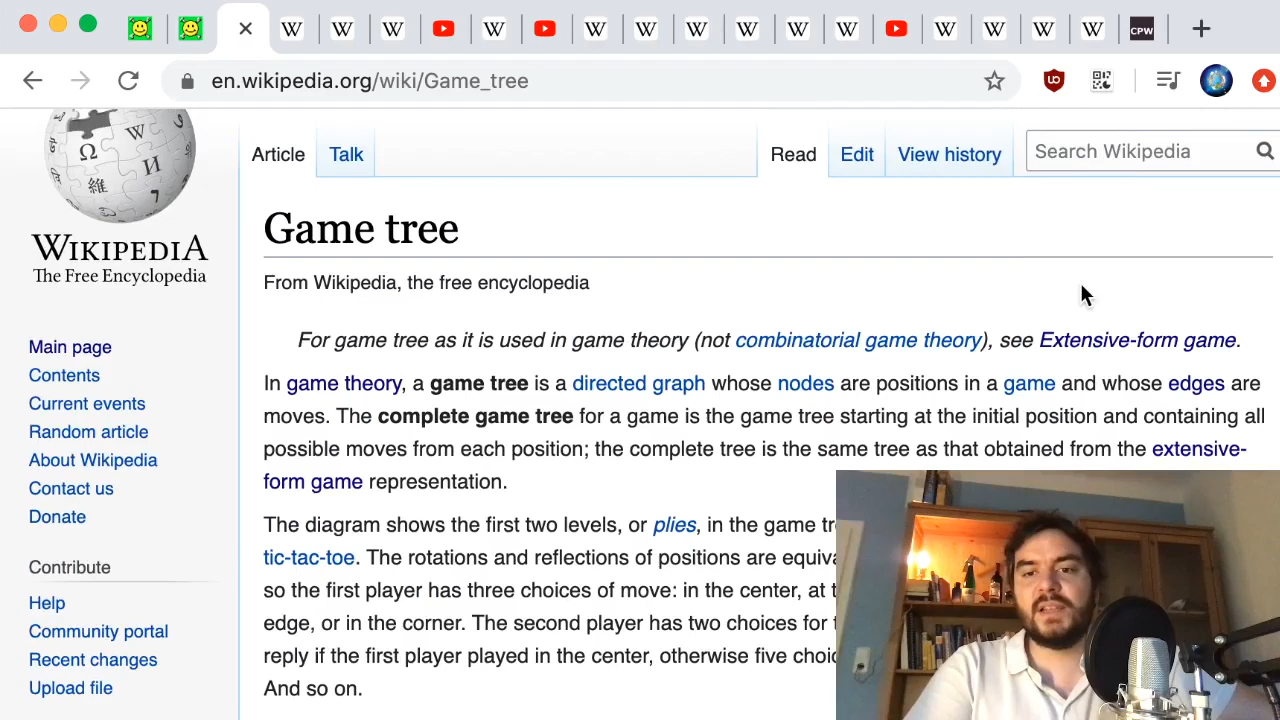 CPW
en.wikipedia.org/wiki/Game_tree
Article
Talk
Read
Edit
View history
Search Wikipedia
WIKIPEDIA
The Free Encyclopedia
Main page
Contents
Current events
Random article
About Wikipedia
Contact us
Donate
Contribute
Help
Community portal
Recent changes
Upload file
Game tree
From Wikipedia, the free encyclopedia
For game tree as it is used in game theory (not combinatorial game theory), see Extensive-form game.
In game theory, a game tree is a directed graph whose nodes are positions in a game and whose edges are
moves. The complete game tree for a game is the game tree starting at the initial position and containing all
possible moves from each position; the complete tree is the same tree as that obtained from the extensive-
form game representation.
The diagram shows the first two levels, or plies, in the game
tic-tac-toe. The rotations and reflections of positions are
so the first player has three choices of move: in the center, at
edge, or in the corner. The second player has two choices for
reply if the first player played in the center, otherwise five
And so on.